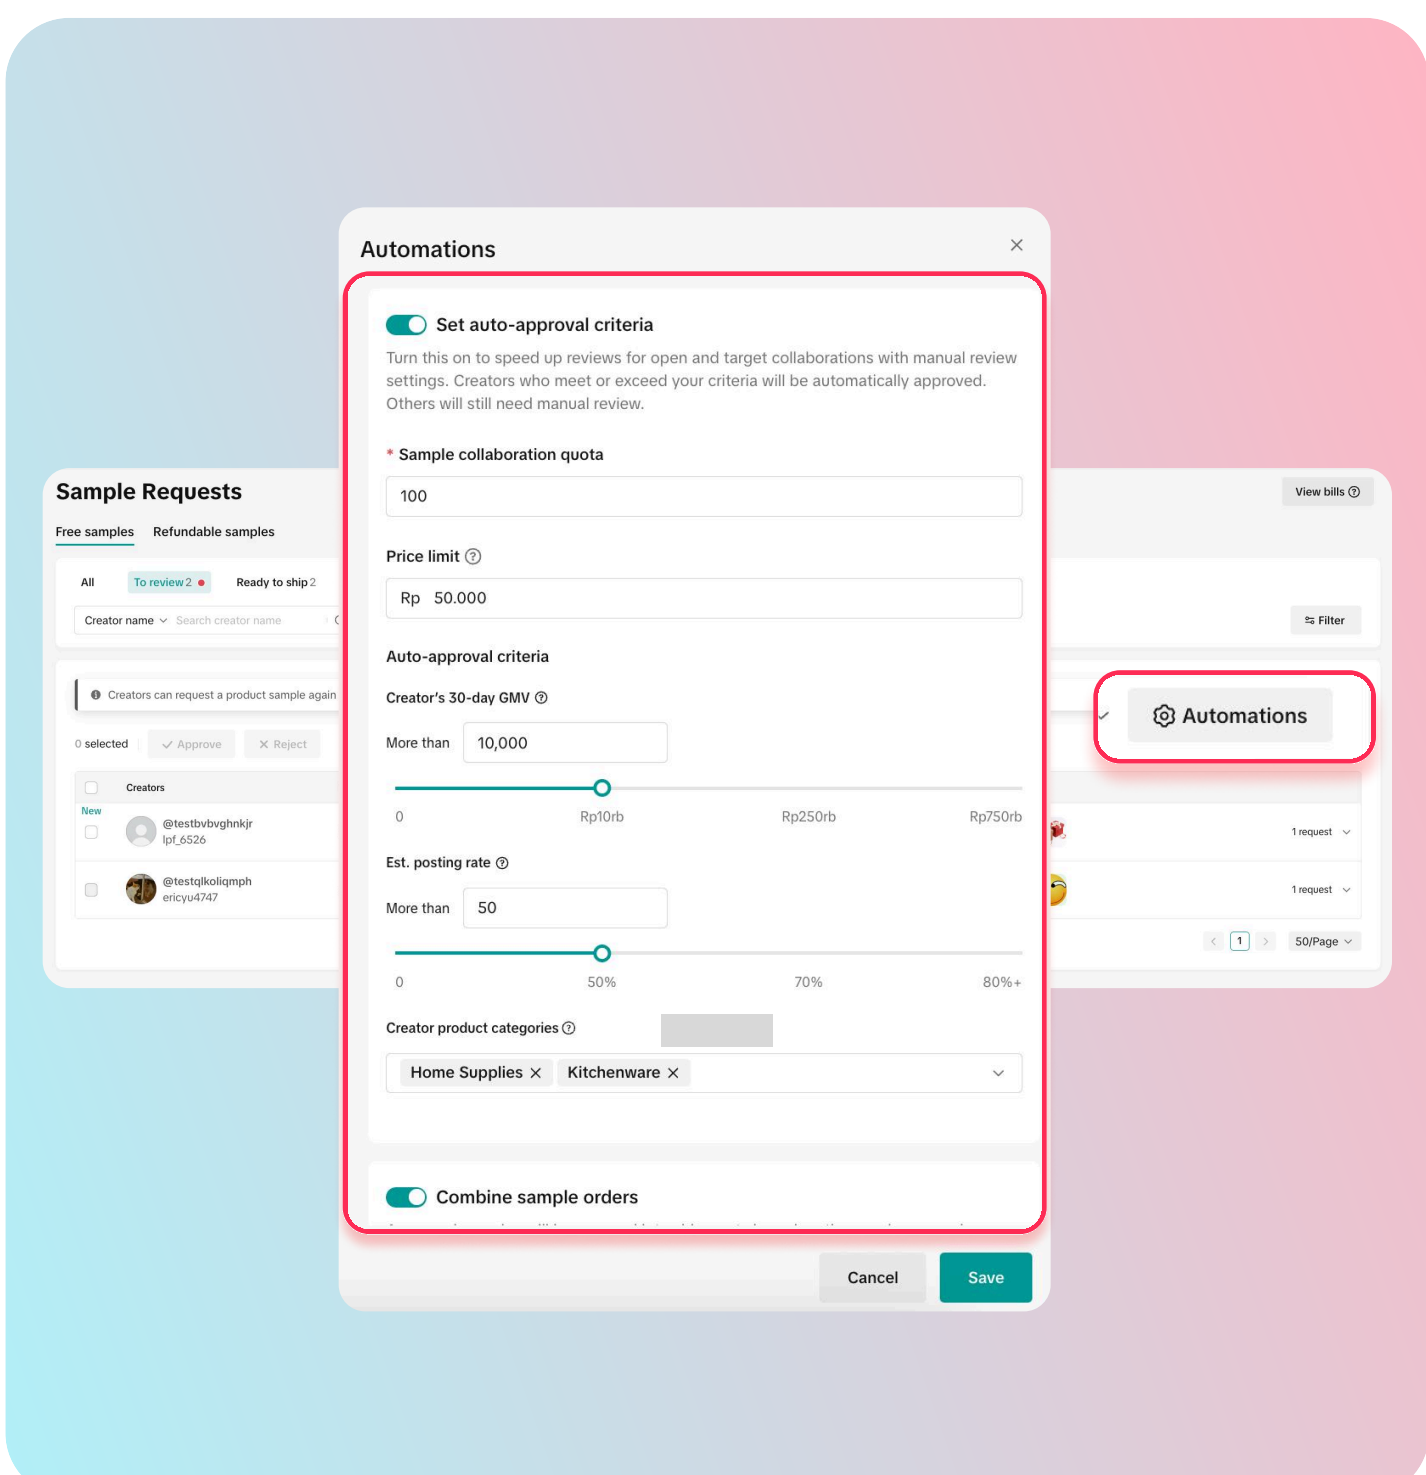 Automations
Set auto-approval criteria
Turn this on to speed up reviews for open and target collaborations with manual review
settings. Creators who meet or exceed your criteria will be automatically approved.
Others will still need manual review.
* Sample collaboration quota
100
Price limit
Rp 50.000
Auto-approval criteria
Creator's 30-day GMV
More than 10,000
0 Rp10rb Rp250rb Rp750rb
Est. posting rate
More than 50
0 50% 70% 80%+
Creator product categories
Home Supplies × Kitchenware ×
Combine sample orders
Cancel Save
Sample Requests
View bills
Free samples Refundable samples
All To review 2 Ready to ship 2
Creator name Search creator name
Filter
Creators can request a product sample again
Automations
0 selected Approve Reject
Creators
New
@testbvbvghnkjr
lpf_6526
1 request
@testqlkoliqmph
ericyu4747
1 request
< 1 > 50/Page